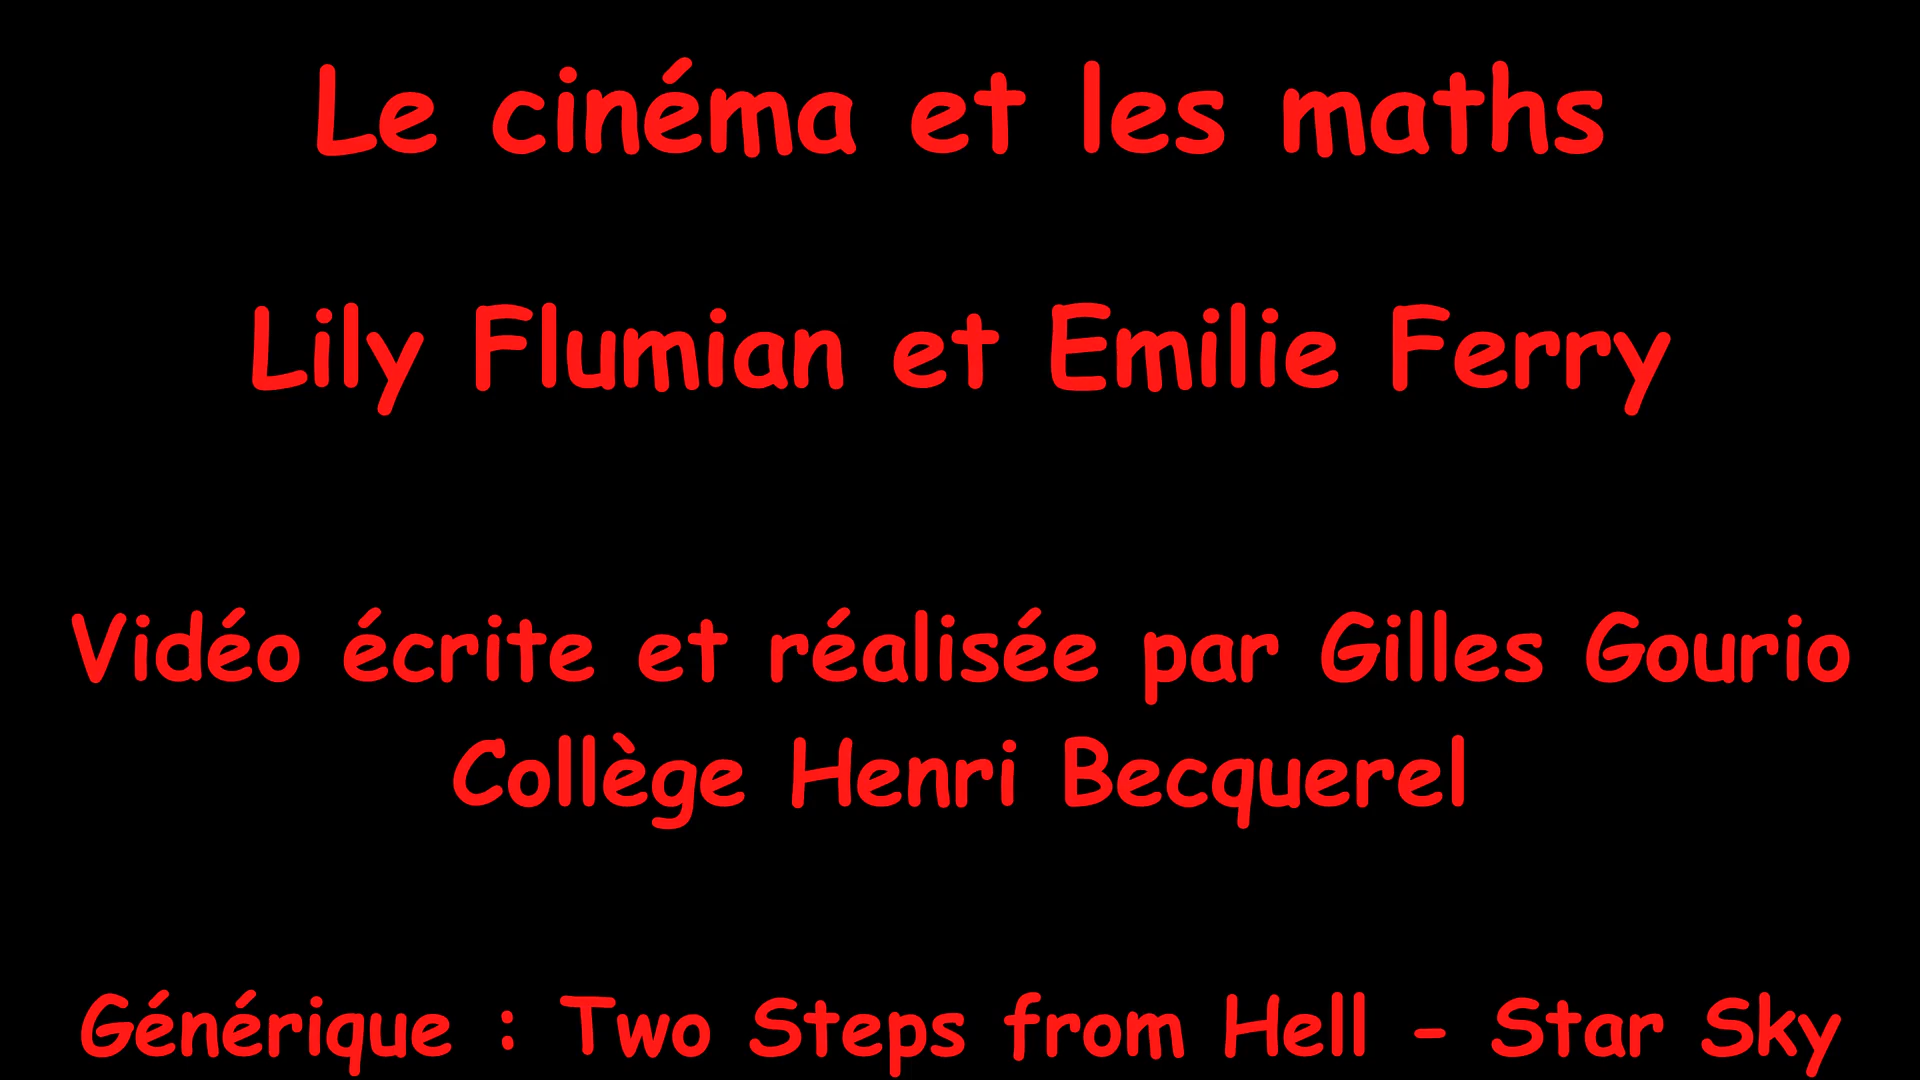 Le cinéma et les maths
Lily Flumian et Emilie Ferry
Vidéo écrite et réalisée par Gilles Gourio
Collège Henri Becquerel
Générique : Two Steps from Hell - Star Sky